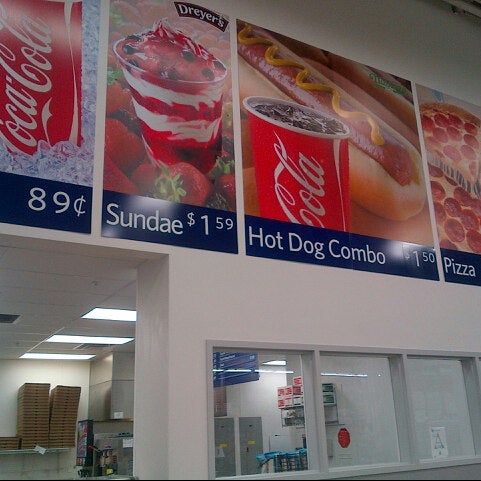 Coca-Cola
89¢
Dreyer's
Sundae $1 59
Coca-Cola
Hot Dog Combo $1 50
Pizza